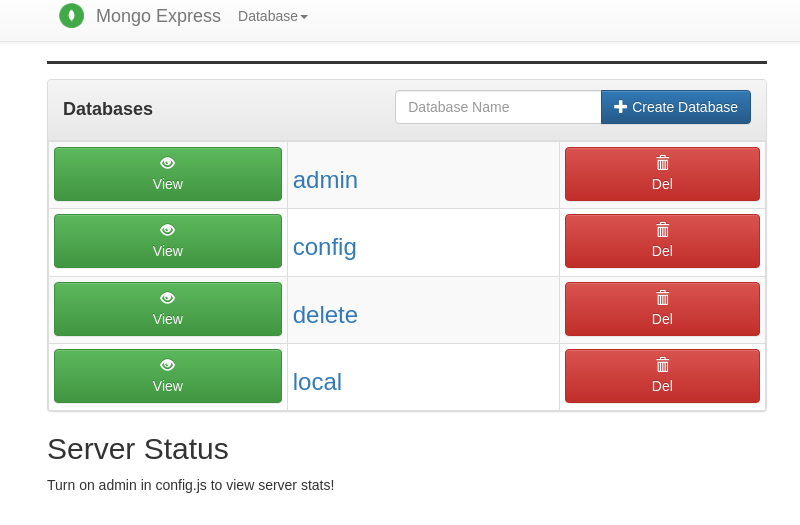 Mongo Express Database
Databases
Database Name
Create Database
View
admin
Del
View
config
Del
View
delete
Del
View
local
Del
Server Status
Turn on admin in config.js to view server stats!